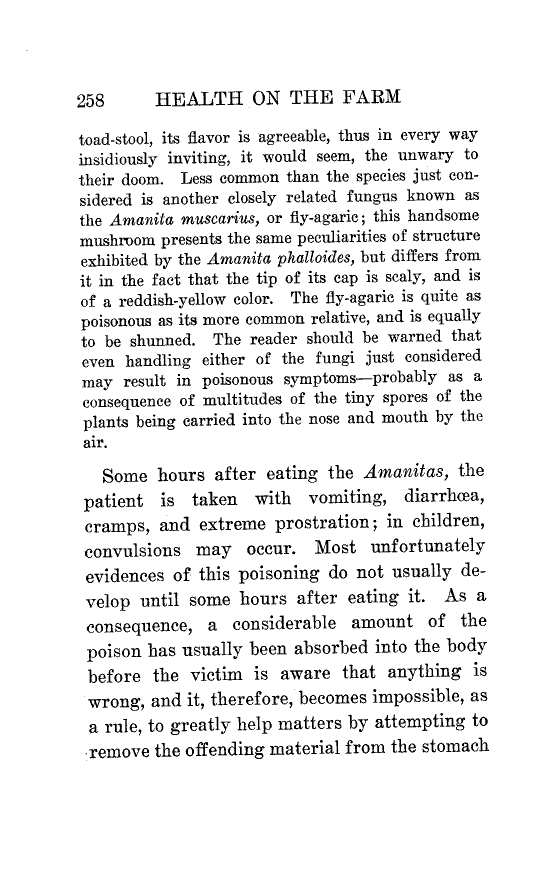 258 HEALTH ON THE FARM
toad-stool, its flavor is agreeable, thus in every way
insidiously inviting, it would seem, the unwary to
their doom. Less common than the species just con-
sidered is another closely related fungus known as
the Amanita muscarius, or fly-agaric; this handsome
mushroom presents the same peculiarities of structure
exhibited by the Amanita phalloides, but differs from
it in the fact that the tip of its cap is scaly, and is
of a reddish-yellow color. The fly-agaric is quite as
poisonous as its more common relative, and is equally
to be shunned. The reader should be warned that
even handling either of the fungi just considered
may result in poisonous symptoms—probably as a
consequence of multitudes of the tiny spores of the
plants being carried into the nose and mouth by the
air.
Some hours after eating the Amanitas, the
patient is taken with vomiting, diarrhœa,
cramps, and extreme prostration; in children,
convulsions may occur. Most unfortunately
evidences of this poisoning do not usually de-
velop until some hours after eating it. As a
consequence, a considerable amount of the
poison has usually been absorbed into the body
before the victim is aware that anything is
wrong, and it, therefore, becomes impossible, as
a rule, to greatly help matters by attempting to
remove the offending material from the stomach